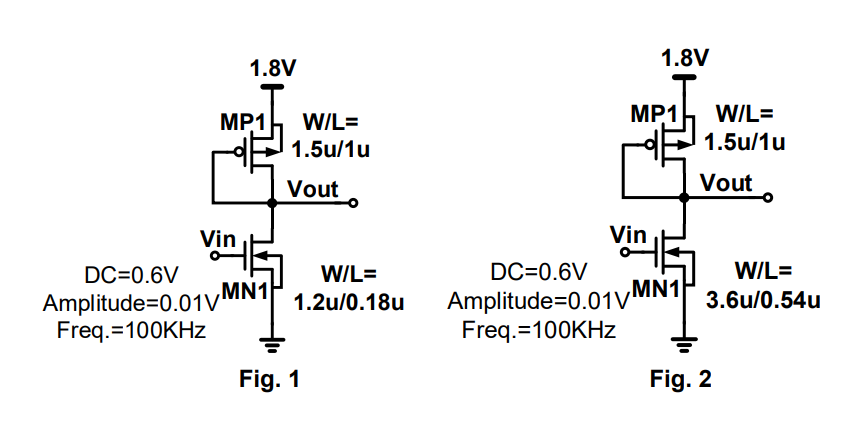 1.8V
MP1
W/L=
1.5u/1u
Vout
Vin
DC=0.6V
Amplitude=0.01V
Freq.=100KHz
MN1
W/L=
1.2u/0.18u
Fig. 1
1.8V
MP1
W/L=
1.5u/1u
Vout
Vin
DC=0.6V
Amplitude=0.01V
Freq.=100KHz
MN1
W/L=
3.6u/0.54u
Fig. 2